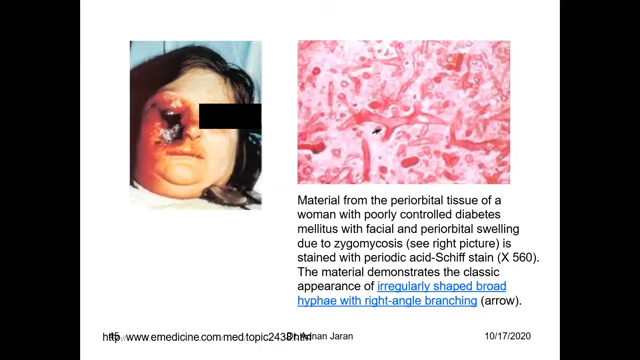 Material from the periorbital tissue of a
woman with poorly controlled diabetes
mellitus with facial and periorbital swelling
due to zygomycosis (see right picture) is
stained with periodic acid-Schiff stain (X 560).
The material demonstrates the classic
appearance of irregularly shaped broad
hyphae with right-angle branching (arrow).
http://www.emedicine.com/med/topic2438.htm
Dr. Adnan Jaran
10/17/2020